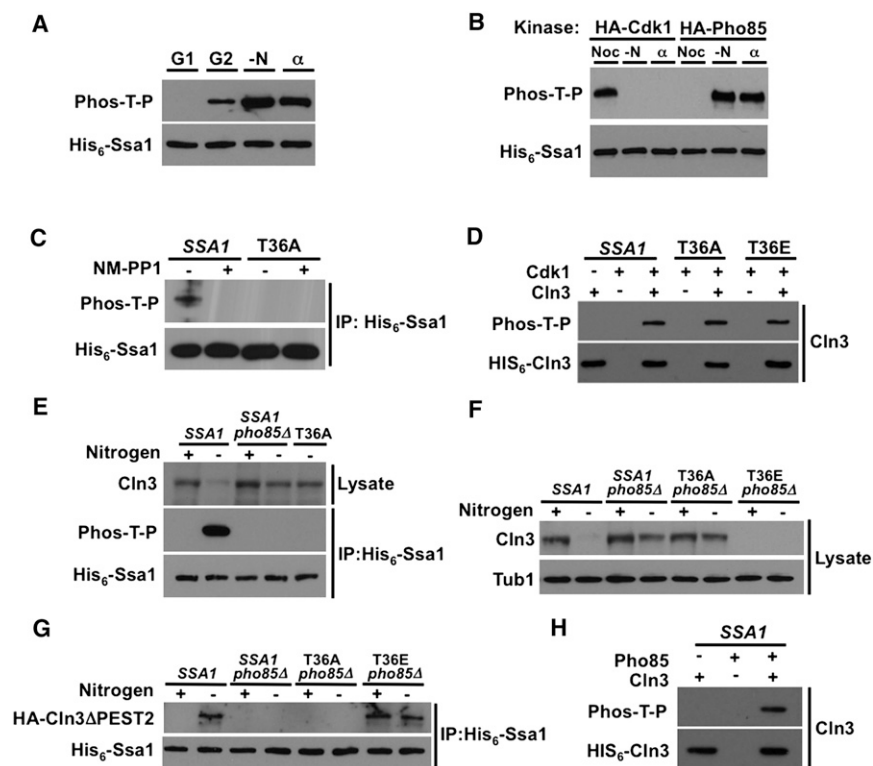 A
G1 G2 -N α
Phos-T-P
His6-Ssa1
B
Kinase: HA-Cdk1 HA-Pho85
Noc -N α Noc -N α
Phos-T-P
His6-Ssa1
C
SSA1 T36A
NM-PP1 - + - +
Phos-T-P
His6-Ssa1
IP: His6-Ssa1
D
SSA1 T36A T36E
Cdk1 - + + + + + +
Cln3 + - + - + - +
Phos-T-P
HIS6-Cln3
Cln3
E
SSA1 SSA1 pho85Δ T36A
Nitrogen + - + - -
Cln3
Lysate
Phos-T-P
His6-Ssa1
IP:His6-Ssa1
F
SSA1 SSA1 pho85Δ T36A pho85Δ T36E pho85Δ
Nitrogen + - + - + - + -
Cln3
Tub1
Lysate
G
SSA1 SSA1 pho85Δ T36A pho85Δ T36E pho85Δ
Nitrogen + - + - + - + -
HA-Cln3ΔPEST2
His6-Ssa1
IP:His6-Ssa1
H
SSA1
Pho85 - + +
Cln3 + - +
Phos-T-P
HIS6-Cln3
Cln3